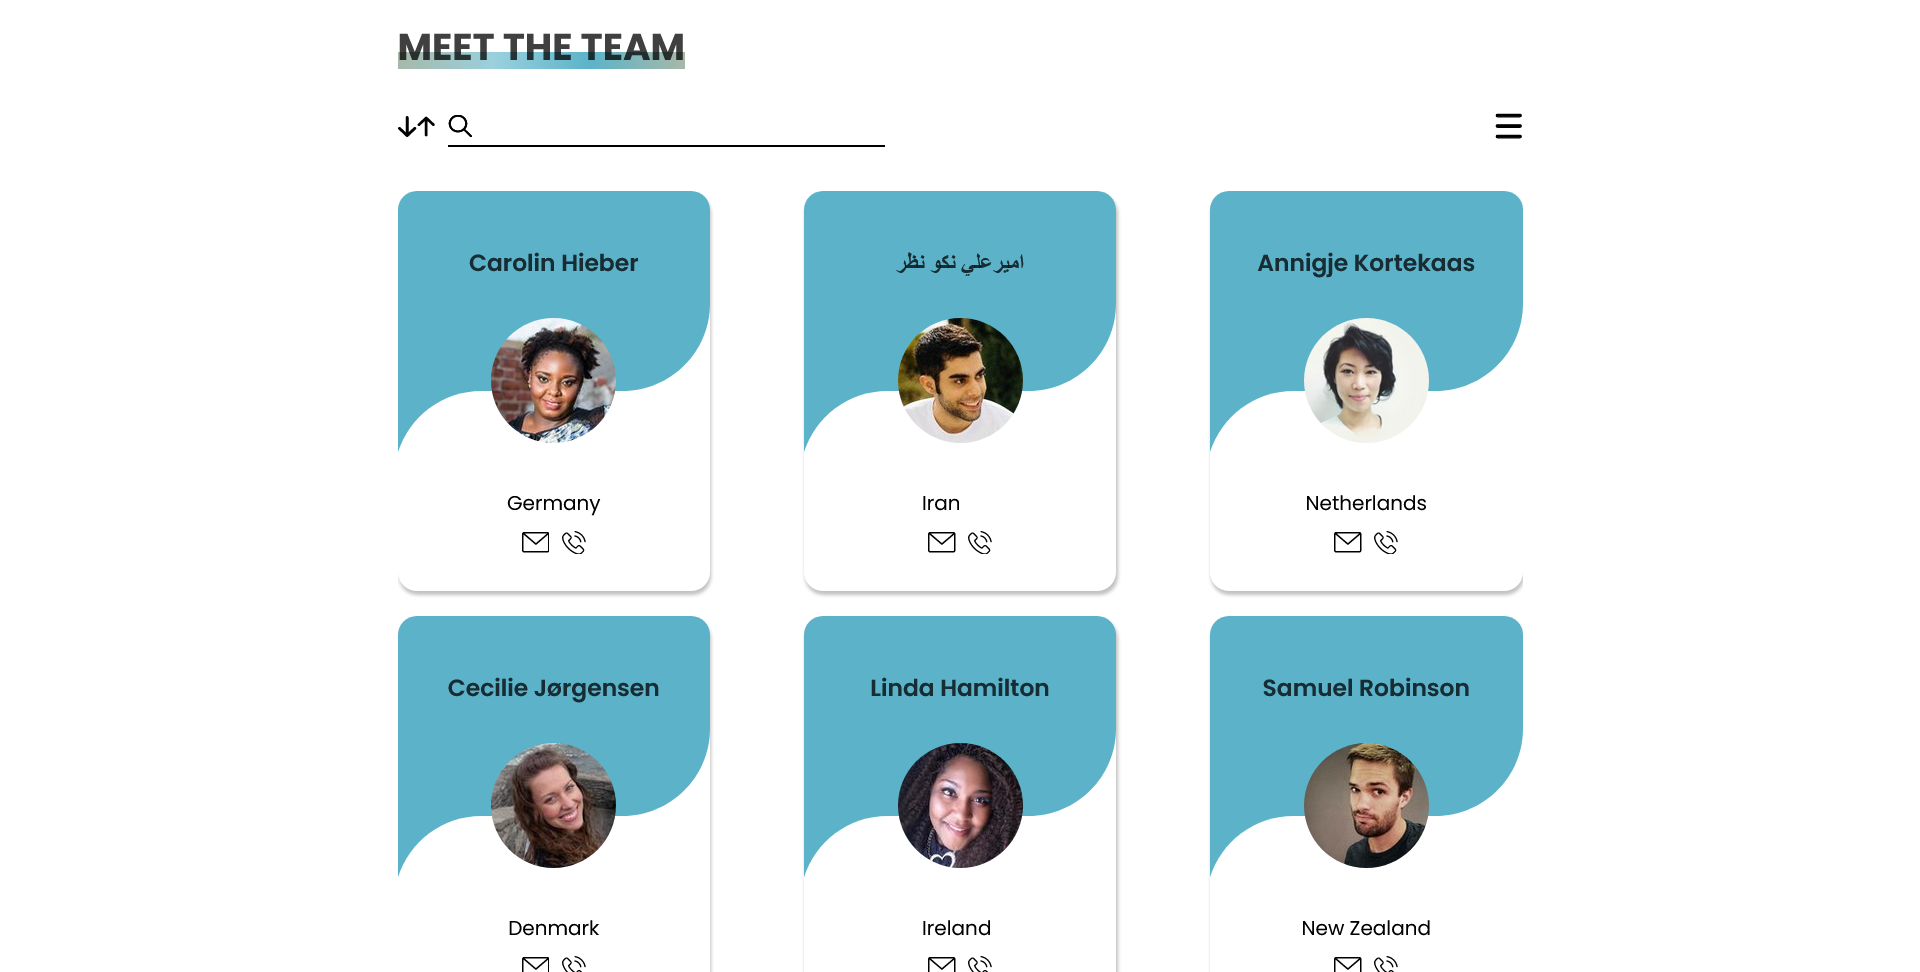 MEET THE TEAM
Carolin Hieber
اميرعلي نكو نظر
Annigje Kortekaas
Germany
Iran
Netherlands
Cecilie Jørgensen
Linda Hamilton
Samuel Robinson
Denmark
Ireland
New Zealand